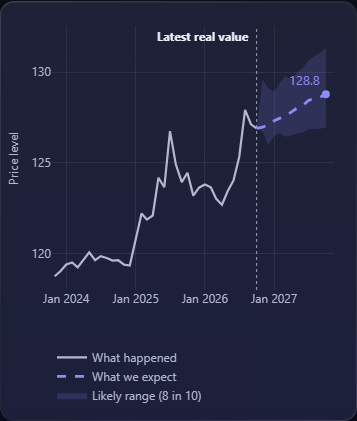 Latest real value
130
128.8
Price level
125
120
Jan 2024
Jan 2025
Jan 2026
Jan 2027
What happened
What we expect
Likely range (8 in 10)